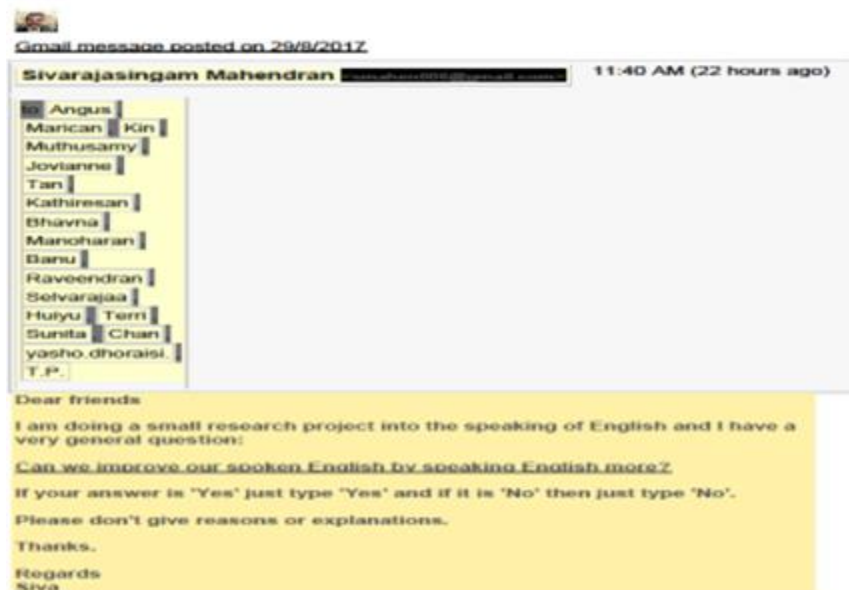 Gmail message posted on 29/8/2017
Sivarajasingam Mahendran 11:40 AM (22 hours ago)
to Angus
Marican Kin
Muthusamy
Jovianne
Tan
Kathiresan
Bhavna
Manoharan
Banu
Raveendran
Selvarajaa
Huiyu Terri
Sunita Chan
yasho.dhoraisi.
T.P.
Dear friends
I am doing a small research project into the speaking of English and I have a
very general question:
Can we improve our spoken English by speaking English more?
If your answer is 'Yes' just type 'Yes' and if it is 'No' then just type 'No'.
Please don't give reasons or explanations.
Thanks.
Regards
Siva